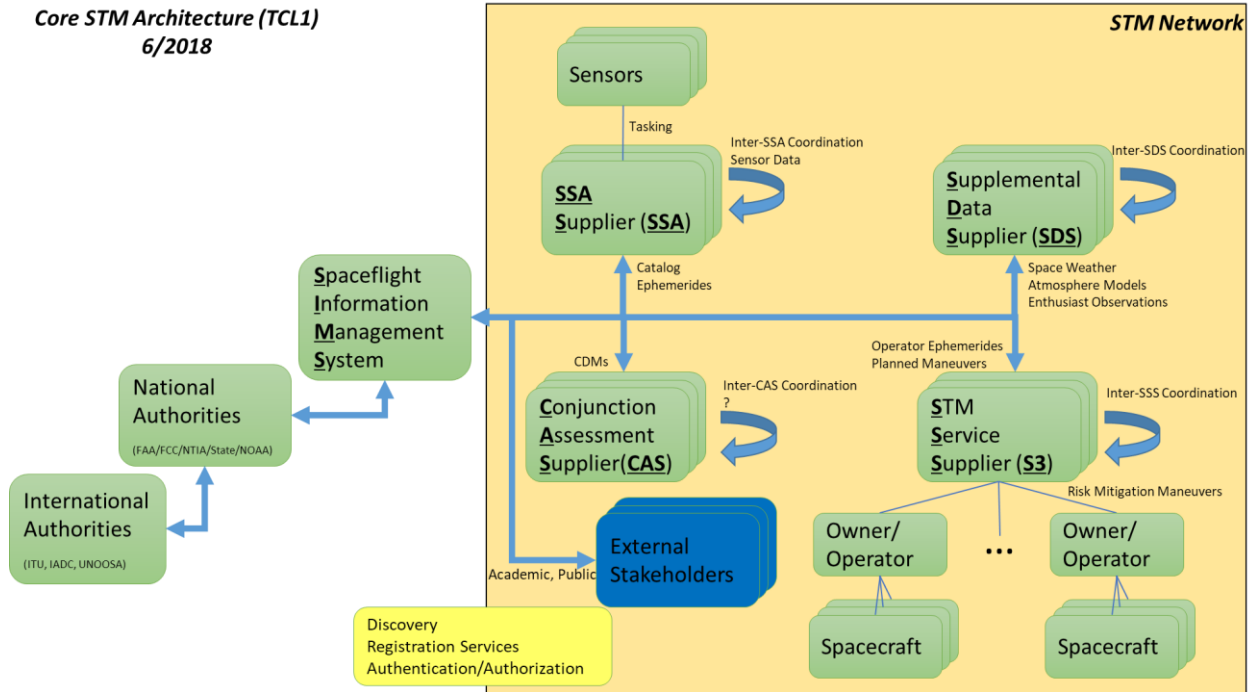 Core STM Architecture (TCL1)
6/2018
STM Network
Sensors
Tasking
Inter-SSA Coordination
Sensor Data
SSA
Supplier (SSA)
Inter-SDS Coordination
Supplemental
Data
Supplier (SDS)
Catalog
Ephemerides
Space Weather
Atmosphere Models
Enthusiast Observations
Spaceflight
Information
Management
System
CDMs
Operator Ephemerides
Planned Maneuvers
National
Authorities
(FAA/FCC/NTIA/State/NOAA)
Conjunction
Assessment
Supplier(CAS)
Inter-CAS Coordination
?
STM
Service
Supplier (S3)
Inter-SSS Coordination
International
Authorities
(ITU, IADC, UNOOSA)
Risk Mitigation Maneuvers
External
Stakeholders
Academic, Public
Owner/
Operator
...
Owner/
Operator
Discovery
Registration Services
Authentication/Authorization
Spacecraft
Spacecraft